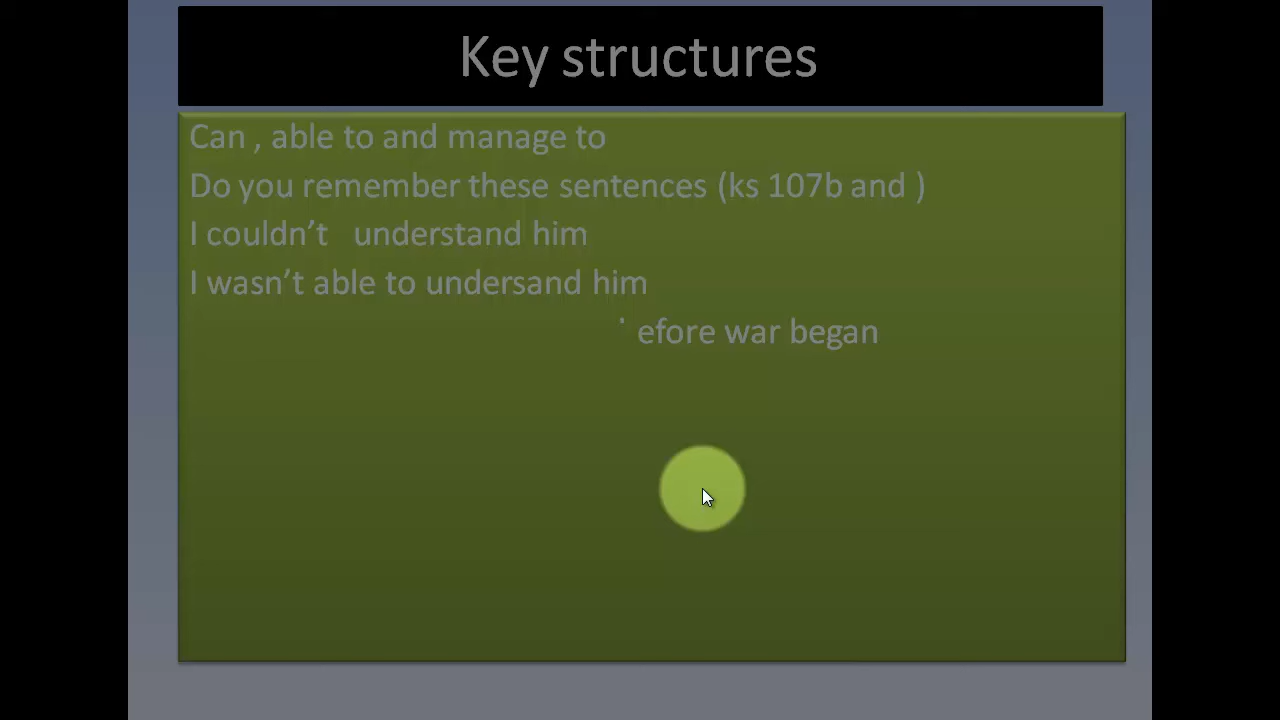 Key structures
Can , able to and manage to
Do you remember these sentences (ks 107b and )
I couldn’t understand him
I wasn’t able to undersand him
efore war began